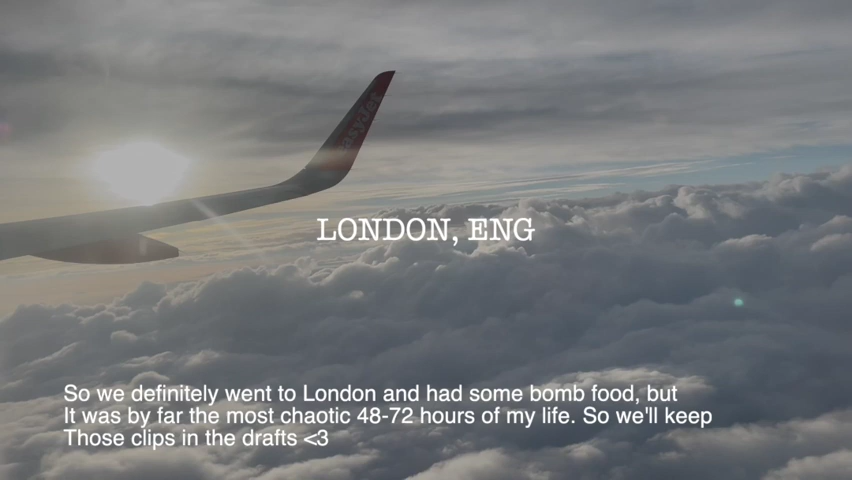 easyJet
LONDON, ENG
So we definitely went to London and had some bomb food, but
It was by far the most chaotic 48-72 hours of my life. So we'll keep
Those clips in the drafts <3